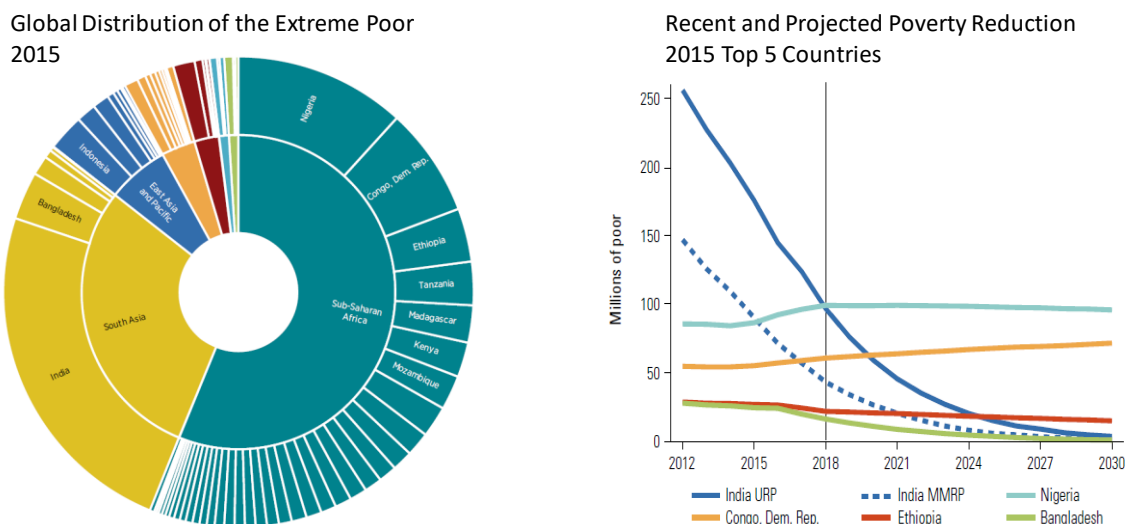 Global Distribution of the Extreme Poor
2015
Nigeria
Congo, Dem. Rep.
Ethiopia
Tanzania
Madagascar
Kenya
Mozambique
Sub-Saharan
Africa
South Asia
India
Bangladesh
Indonesia
East Asia
and Pacific
Recent and Projected Poverty Reduction
2015 Top 5 Countries
Millions of poor
250
200
150
100
50
0
2012 2015 2018 2021 2024 2027 2030
India URP India MMRP Nigeria
Congo, Dem. Rep. Ethiopia Bangladesh